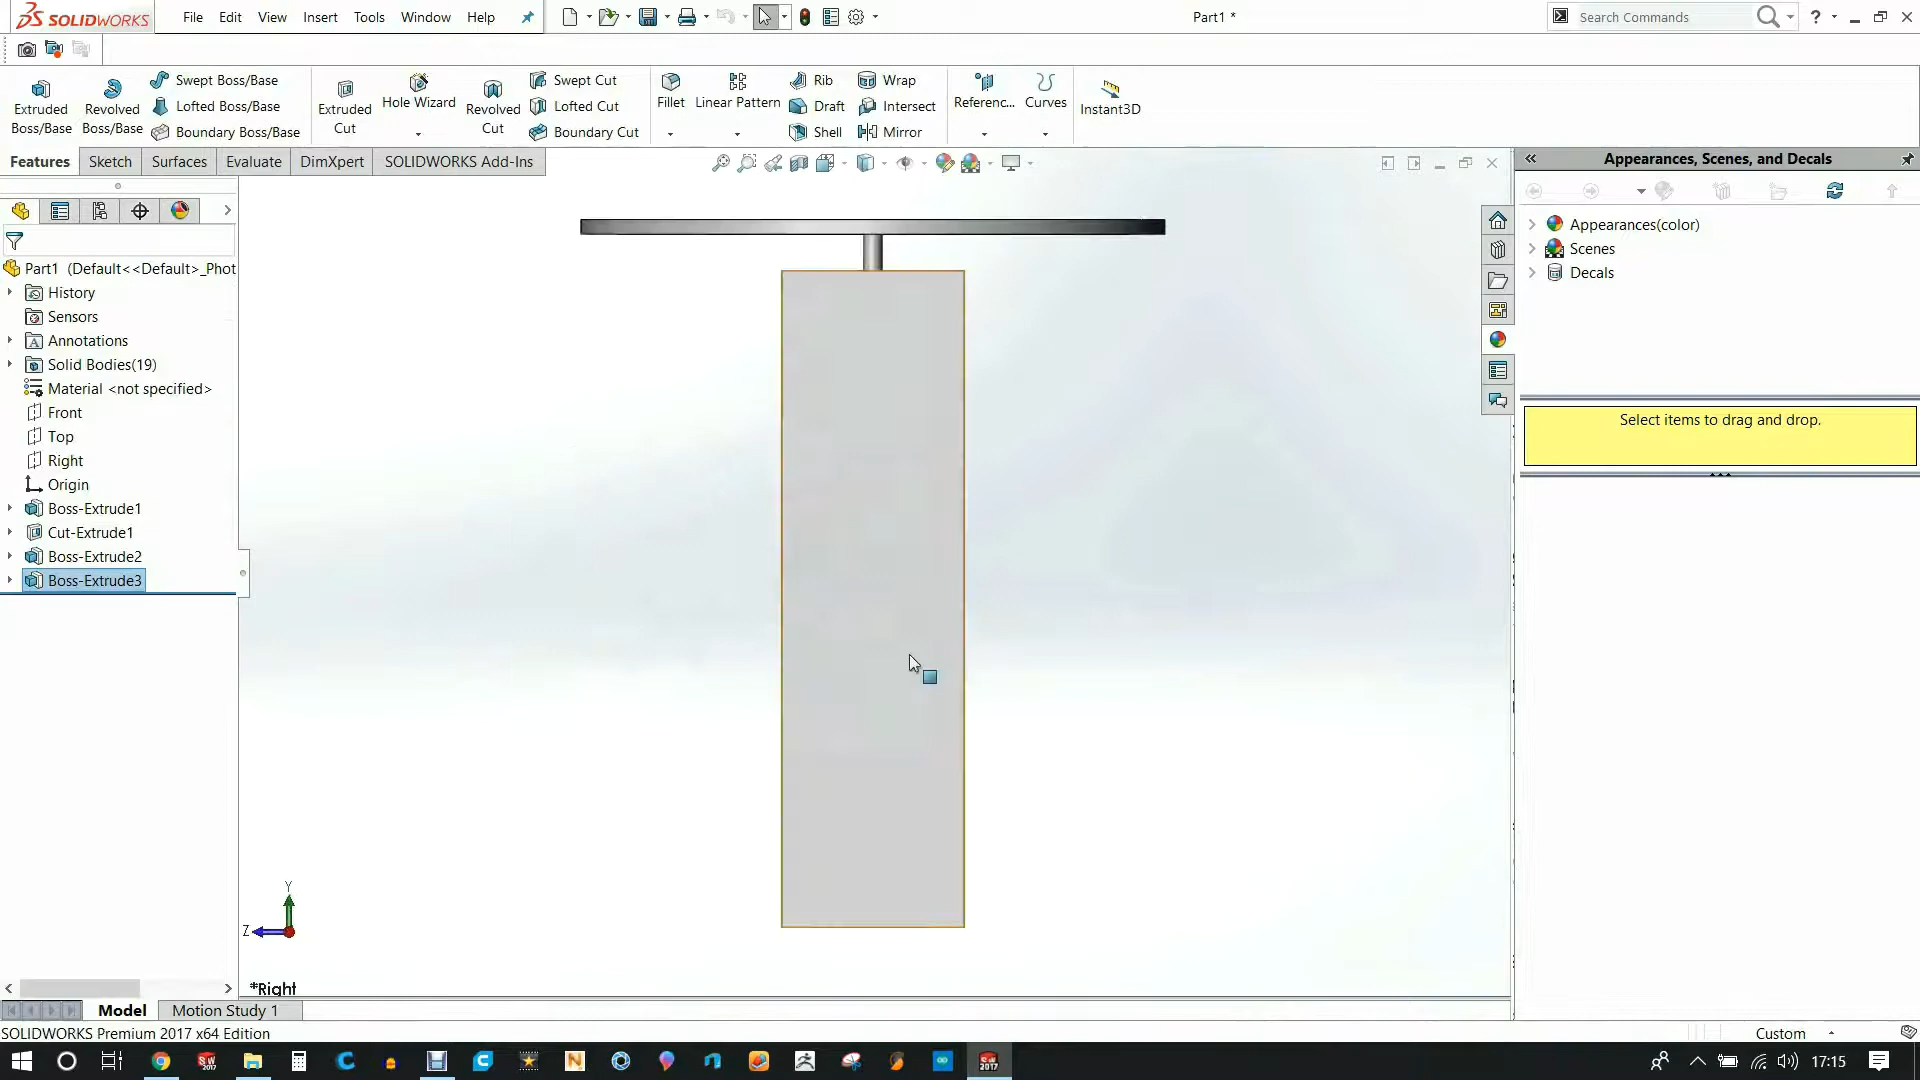 SOLIDWORKS
File Edit View Insert Tools Window Help
Part1 *
Search Commands
?
Extruded Boss/Base
Revolved Boss/Base
Swept Boss/Base
Lofted Boss/Base
Boundary Boss/Base
Extruded Cut
Hole Wizard
Revolved Cut
Swept Cut
Lofted Cut
Boundary Cut
Fillet
Linear Pattern
Rib
Draft
Shell
Wrap
Intersect
Mirror
Referenc...
Curves
Instant3D
Features Sketch Surfaces Evaluate DimXpert SOLIDWORKS Add-Ins
Appearances, Scenes, and Decals
Appearances(color)
Scenes
Decals
Select items to drag and drop.
Part1 (Default<<Default>_Phot
History
Sensors
Annotations
Solid Bodies(19)
Material <not specified>
Front
Top
Right
Origin
Boss-Extrude1
Cut-Extrude1
Boss-Extrude2
Boss-Extrude3
Y
Z
*Right
Model Motion Study 1
SOLIDWORKS Premium 2017 x64 Edition
Custom
17:15